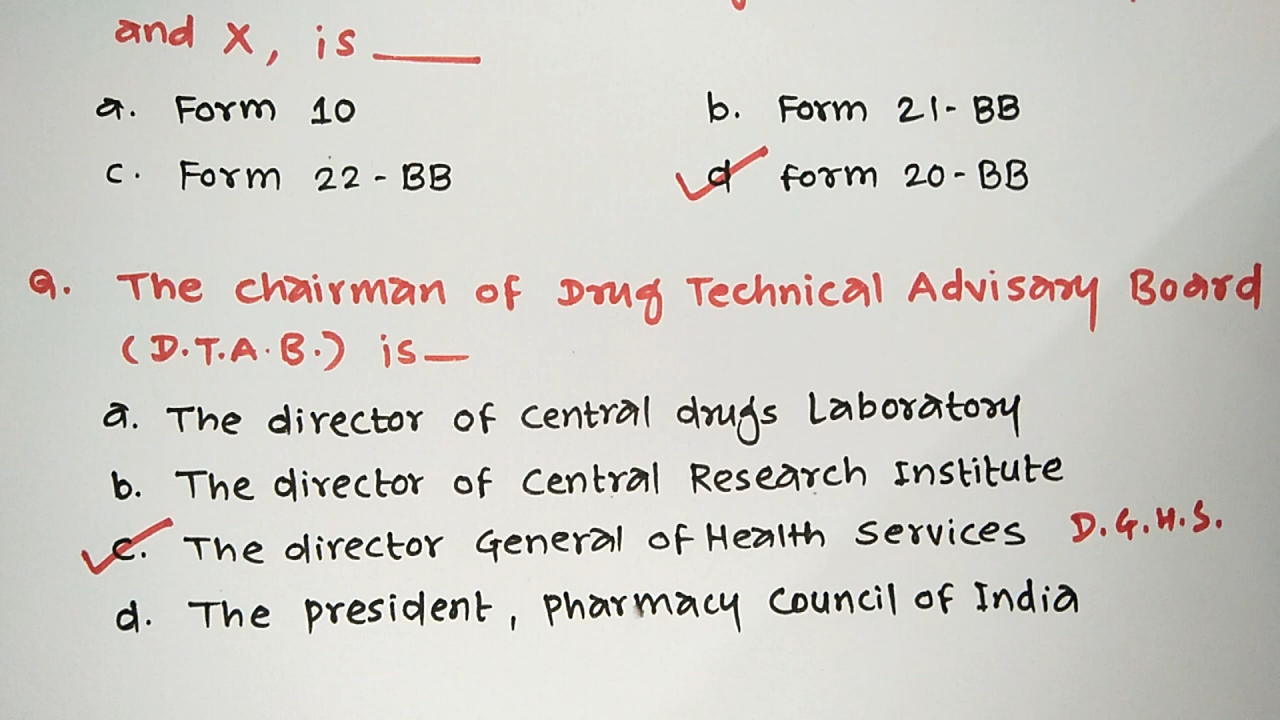 and X, is ____
a. Form 10 b. Form 21-BB
c. Form 22-BB d Form 20-BB
Q. The chairman of Drug Technical Advisary Board
(D.T.A.B.) is—
a. The director of central drugs Laboratory
b. The director of Central Research Institute
c. The director General of Health Services D.G.H.S.
d. The president, Pharmacy Council of India